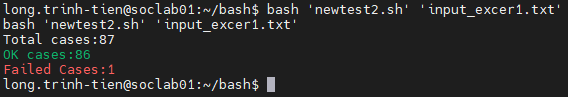 long.trinh-tien@soclab01:~/bash$ bash 'newtest2.sh' 'input_excer1.txt'
bash 'newtest2.sh' 'input_excer1.txt'
Total cases:87
OK cases:86
Failed Cases:1
long.trinh-tien@soclab01:~/bash$